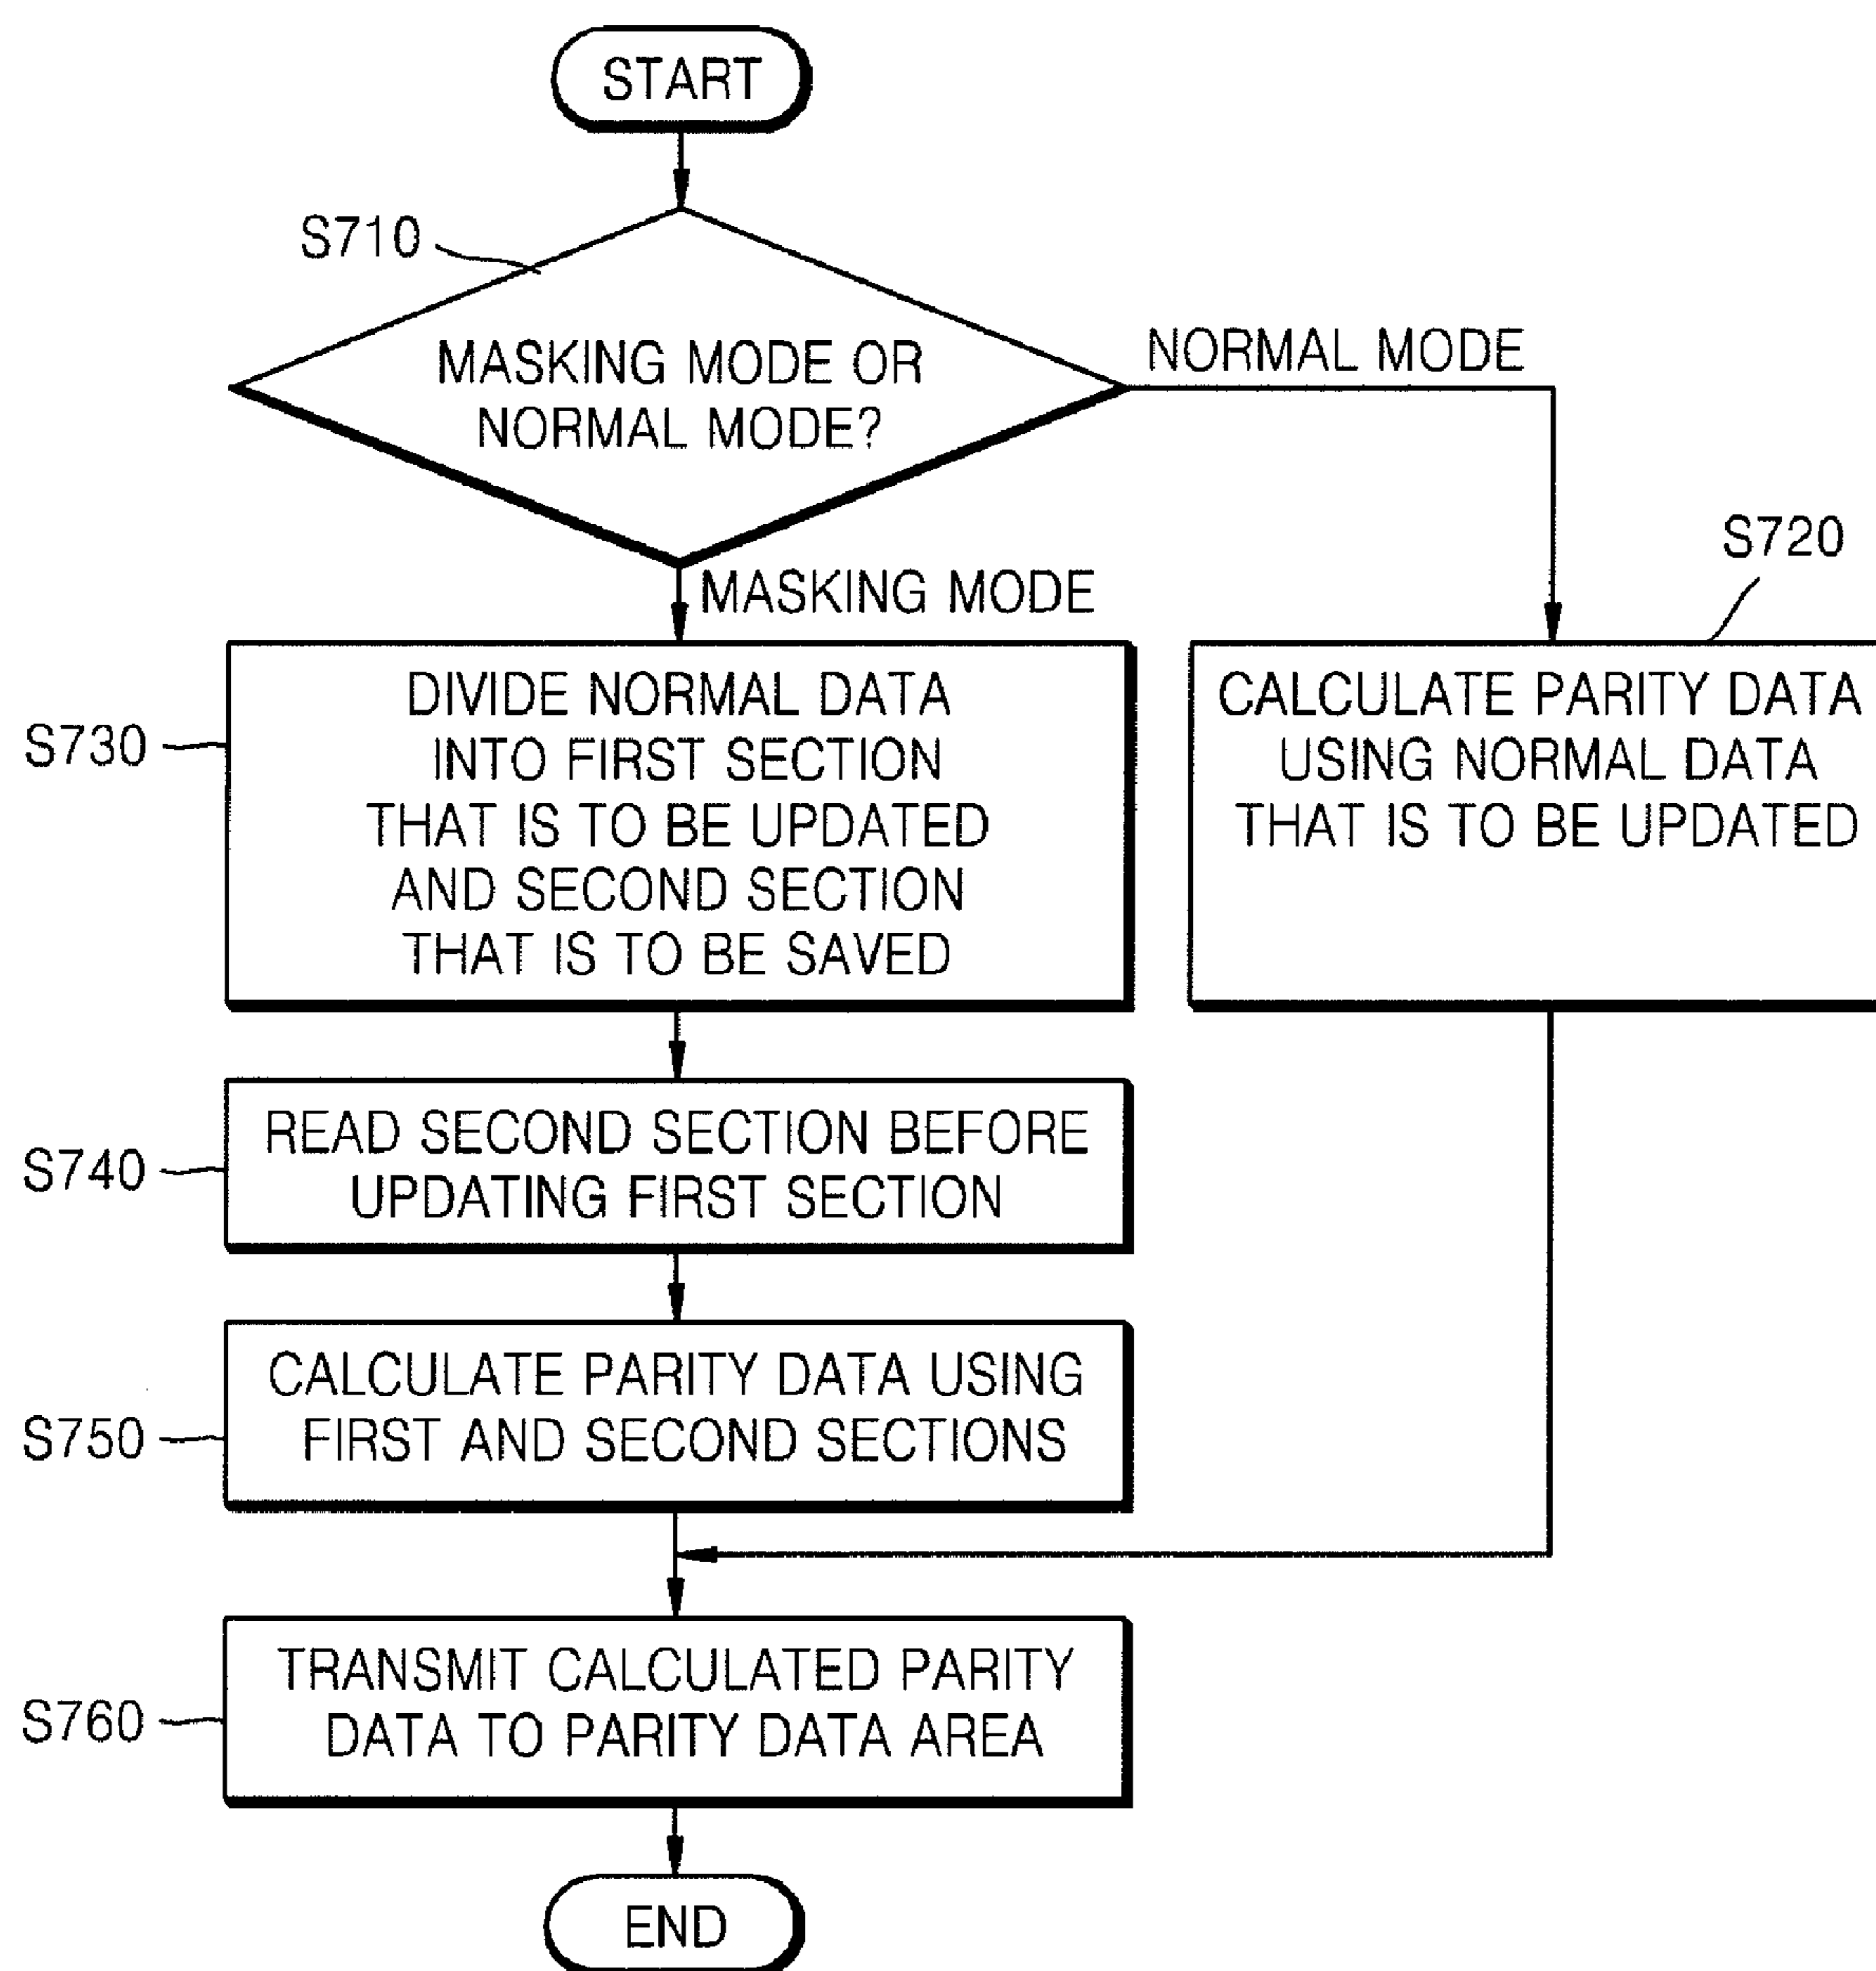 START
S710
MASKING MODE OR
NORMAL MODE?
NORMAL MODE
MASKING MODE
S720
CALCULATE PARITY DATA
USING NORMAL DATA
THAT IS TO BE UPDATED
S730
DIVIDE NORMAL DATA
INTO FIRST SECTION
THAT IS TO BE UPDATED
AND SECOND SECTION
THAT IS TO BE SAVED
S740
READ SECOND SECTION BEFORE
UPDATING FIRST SECTION
S750
CALCULATE PARITY DATA USING
FIRST AND SECOND SECTIONS
S760
TRANSMIT CALCULATED PARITY
DATA TO PARITY DATA AREA
END